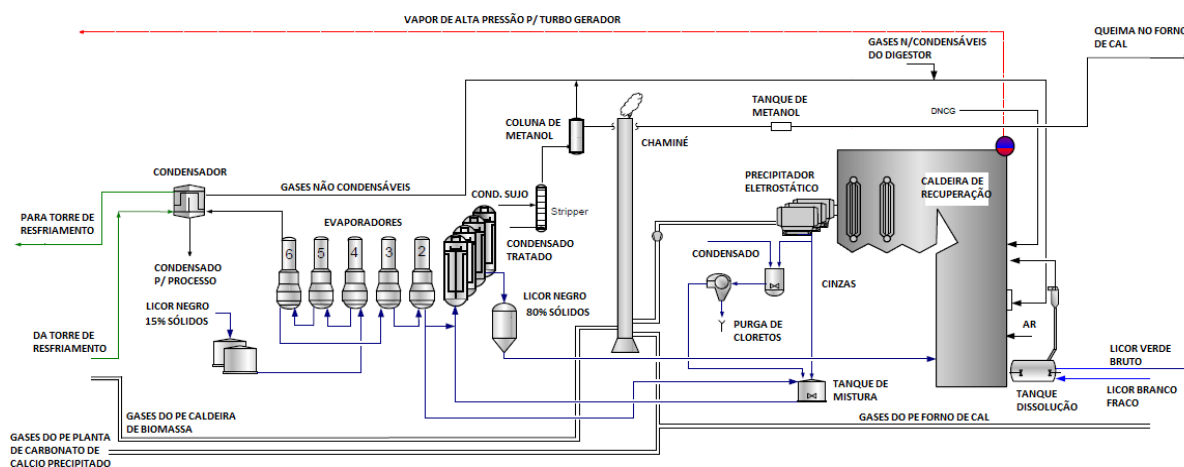 VAPOR DE ALTA PRESSÃO P/ TURBO GERADOR
QUEIMA NO FORNO
DE CAL
GASES N/CONDENSÁVEIS
DO DIGESTOR
TANQUE DE
METANOL
DNCG
COLUNA DE
METANOL
CHAMINÉ
CONDENSADOR
GASES NÃO CONDENSÁVEIS
COND. SUJO
PRECIPITADOR
ELETROSTÁTICO
CALDEIRA DE
RECUPERAÇÃO
PARA TORRE DE
RESFRIAMENTO
EVAPORADORES
Stripper
6
5
4
3
2
CONDENSADO
TRATADO
CONDENSADO
P/ PROCESSO
CONDENSADO
CINZAS
LICOR NEGRO
15% SÓLIDOS
LICOR NEGRO
80% SÓLIDOS
PURGA DE
CLORETOS
AR
DA TORRE DE
RESFRIAMENTO
LICOR VERDE
BRUTO
TANQUE DE
MISTURA
TANQUE
DISSOLUÇÃO
LICOR BRANCO
FRACO
GASES DO PE CALDEIRA
DE BIOMASSA
GASES DO PE FORNO DE CAL
GASES DO PE PLANTA
DE CARBONATO DE
CALCIO PRECIPITADO